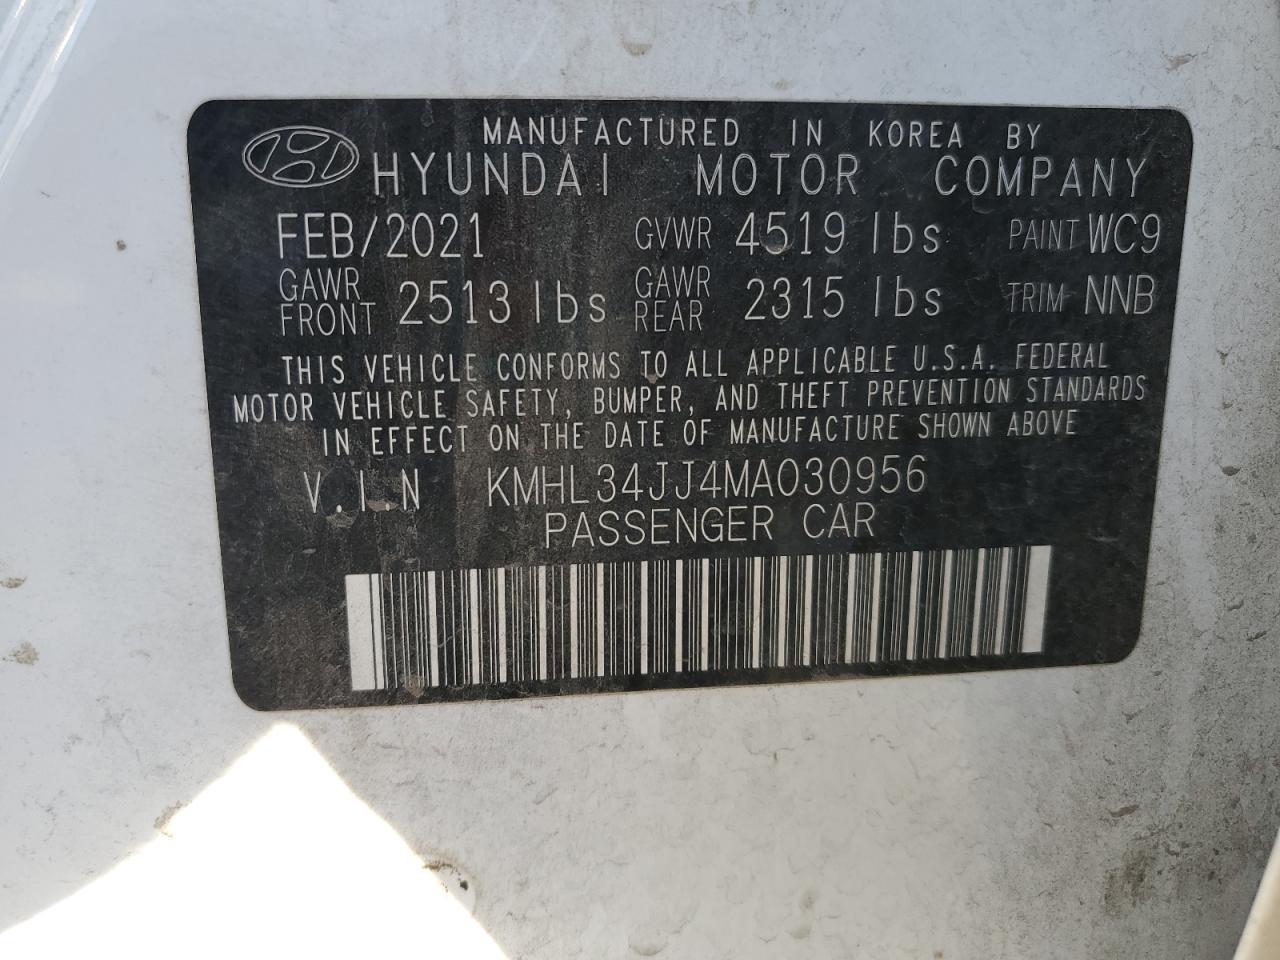 MANUFACTURED IN KOREA BY
HYUNDAI MOTOR COMPANY
FEB/2021 GVWR 4519 lbs PAINT WC9
GAWR FRONT 2513 lbs GAWR REAR 2315 lbs TRIM NNB
THIS VEHICLE CONFORMS TO ALL APPLICABLE U.S.A. FEDERAL
MOTOR VEHICLE SAFETY, BUMPER, AND THEFT PREVENTION STANDARDS
IN EFFECT ON THE DATE OF MANUFACTURE SHOWN ABOVE
V.I.N KMHL34JJ4MA030956
PASSENGER CAR